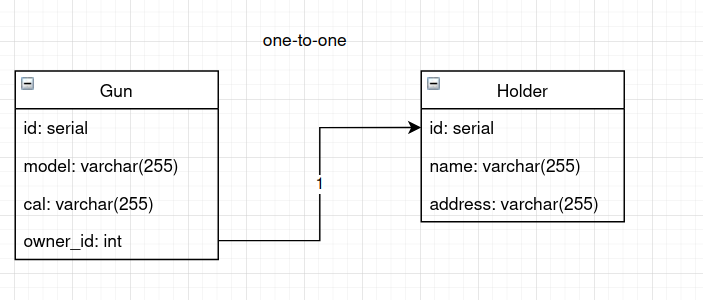 one-to-one
Gun
id: serial
model: varchar(255)
cal: varchar(255)
owner_id: int
1
Holder
id: serial
name: varchar(255)
address: varchar(255)